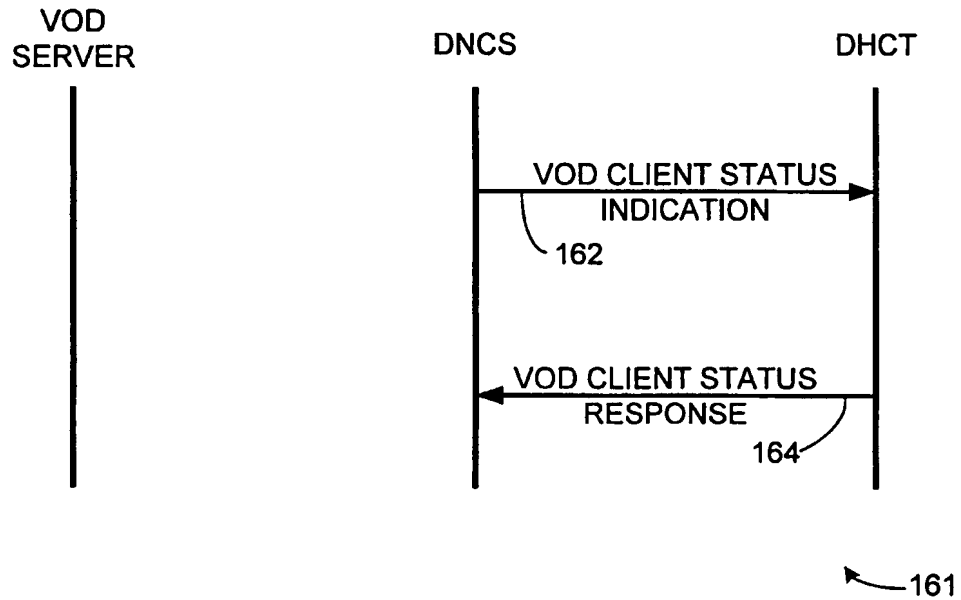 VOD
SERVER
DNCS
DHCT
VOD CLIENT STATUS
INDICATION
162
VOD CLIENT STATUS
RESPONSE
164
161